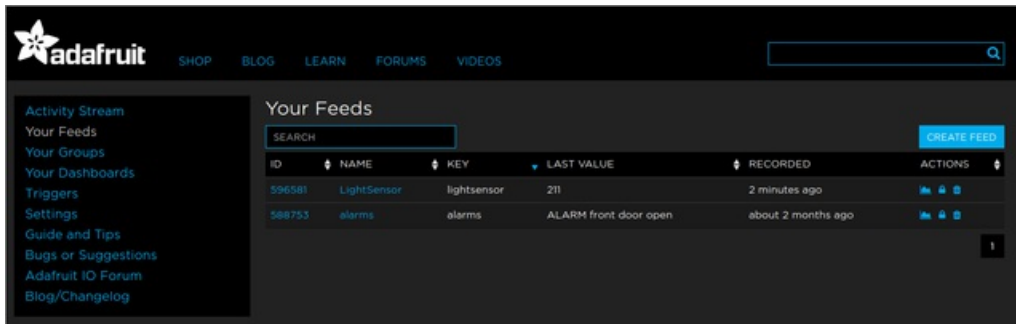 adafruit
SHOP BLOG LEARN FORUMS VIDEOS
Activity Stream
Your Feeds
Your Groups
Your Dashboards
Triggers
Settings
Guide and Tips
Bugs or Suggestions
Adafruit IO Forum
Blog/Changelog
Your Feeds
SEARCH
CREATE FEED
ID NAME KEY LAST VALUE RECORDED ACTIONS
596581 LightSensor lightsensor 211 2 minutes ago
588753 alarms alarms ALARM front door open about 2 months ago
1